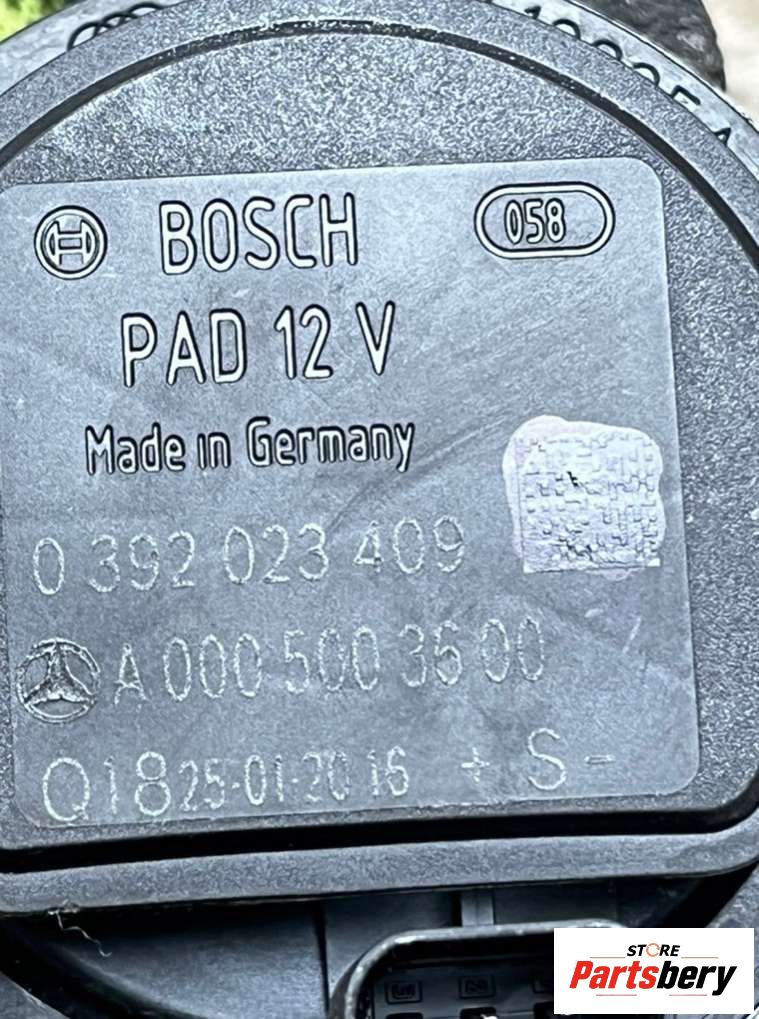 BOSCH 058
PAD 12 V
Made in Germany
0 392 023 409
A 000 500 36 00
Q18 25-01-2016 + S -
STORE
Partsbery